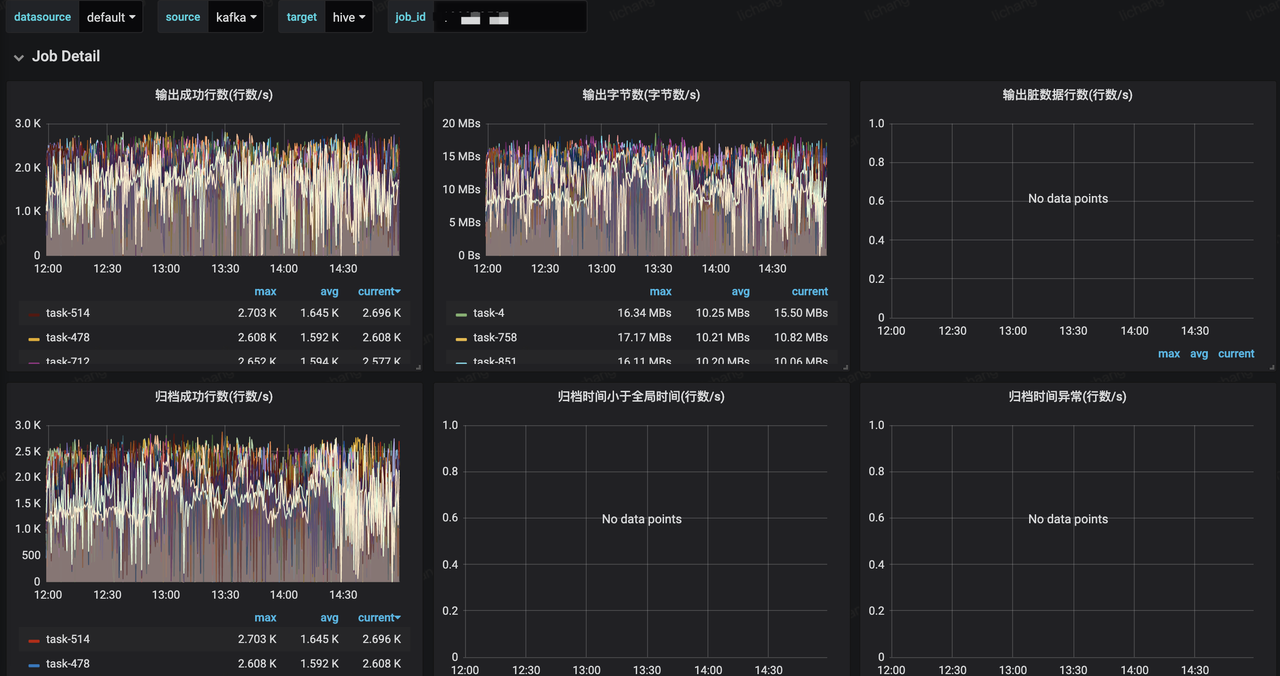 datasource default source kafka target hive job_id
Job Detail
输出成功行数(行数/s)
3.0 K
2.0 K
1.0 K
0
12:00 12:30 13:00 13:30 14:00 14:30
max avg current
task-514 2.703 K 1.645 K 2.696 K
task-478 2.608 K 1.592 K 2.608 K
task-712 2.652 K 1.594 K 2.577 K
输出字节数(字节数/s)
20 MBs
15 MBs
10 MBs
5 MBs
0 Bs
12:00 12:30 13:00 13:30 14:00 14:30
max avg current
task-4 16.34 MBs 10.25 MBs 15.50 MBs
task-758 17.17 MBs 10.21 MBs 10.82 MBs
task-851 16.11 MBs 10.20 MBs 10.06 MBs
输出脏数据行数(行数/s)
1.0
0.8
0.6
0.4
0.2
0
No data points
12:00 12:30 13:00 13:30 14:00 14:30
max avg current
归档成功行数(行数/s)
3.0 K
2.5 K
2.0 K
1.5 K
1.0 K
500
0
12:00 12:30 13:00 13:30 14:00 14:30
max avg current
task-514 2.703 K 1.645 K 2.696 K
task-478 2.608 K 1.592 K 2.608 K
归档时间小于全局时间(行数/s)
1.0
0.8
0.6
0.4
0.2
0
No data points
12:00 12:30 13:00 13:30 14:00 14:30
归档时间异常(行数/s)
1.0
0.8
0.6
0.4
0.2
0
No data points
12:00 12:30 13:00 13:30 14:00 14:30